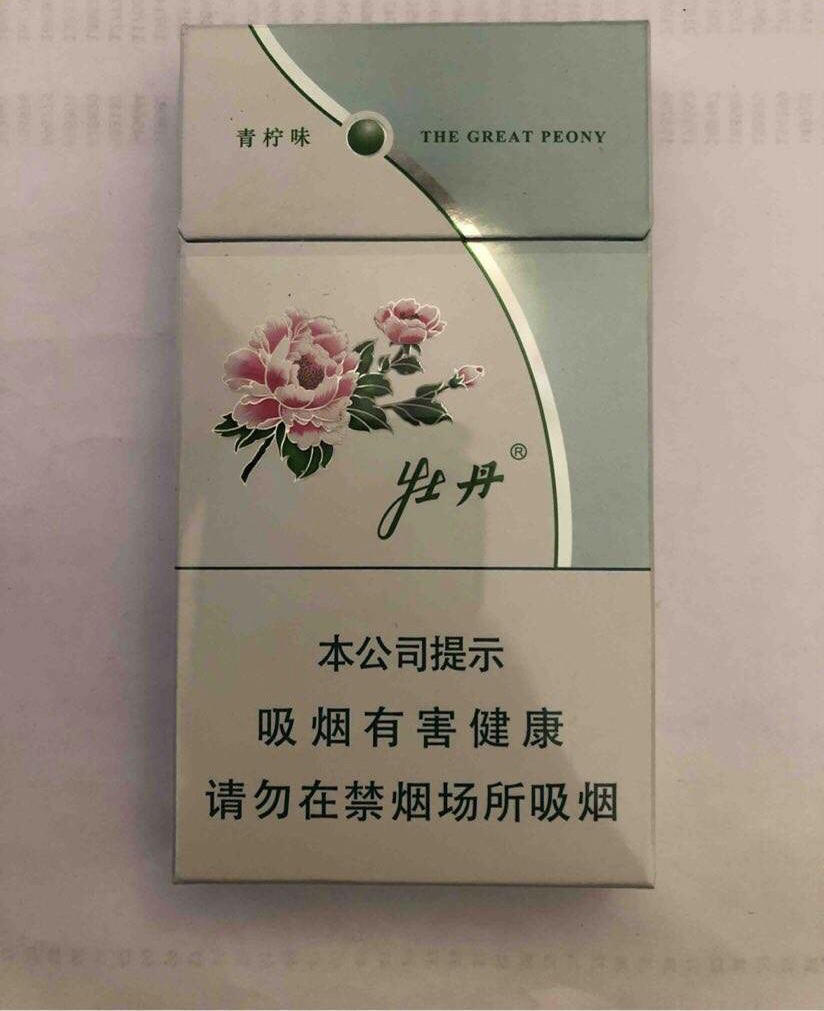 青柠味
THE GREAT PEONY
牡丹®
本公司提示
吸烟有害健康
请勿在禁烟场所吸烟